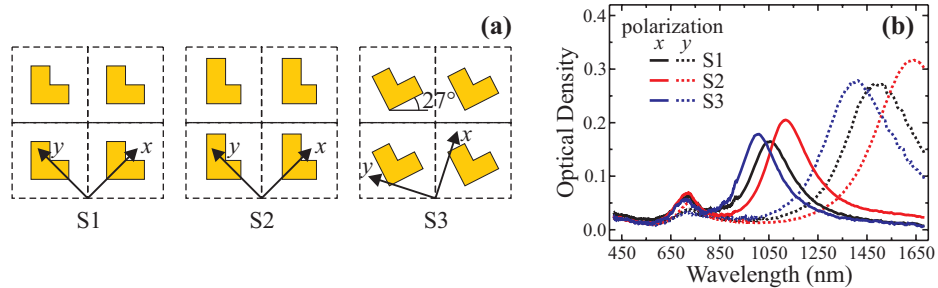 (a)
27°
y
x
y
x
y
x
S1
S2
S3
(b)
polarization
x y
S1
S2
S3
Optical Density
0.4
0.3
0.2
0.1
0.0
450 650 850 1050 1250 1450 1650
Wavelength (nm)